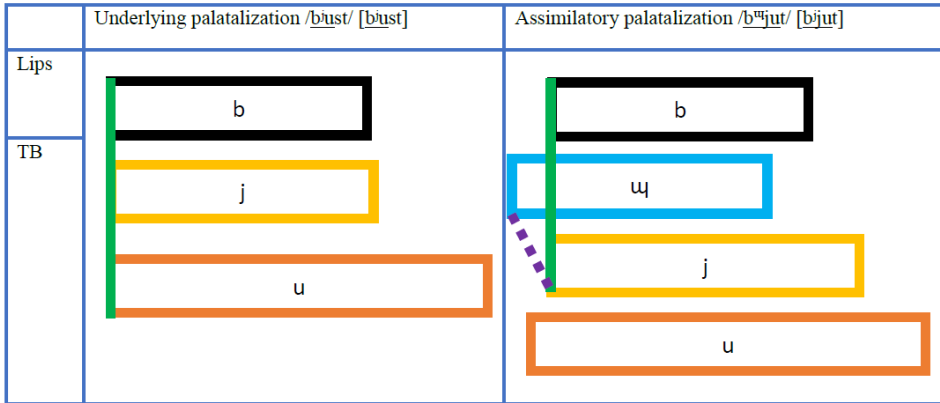 Underlying palatalization /bʲust/ [bʲust]
Assimilatory palatalization /bᶭjut/ [bʲjut]
Lips
b
b
TB
j
ɰ
j
u
u